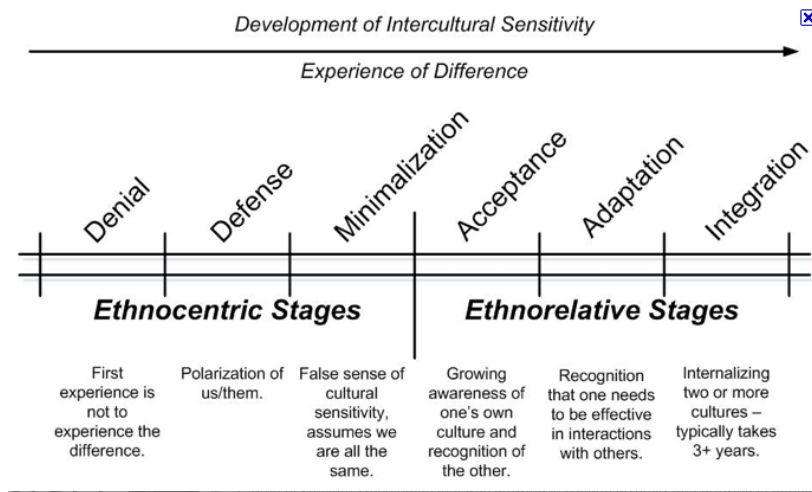 Development of Intercultural Sensitivity
Experience of Difference
Denial
Defense
Minimalization
Acceptance
Adaptation
Integration
Ethnocentric Stages
Ethnorelative Stages
First
experience is
not to
experience the
difference.
Polarization of
us/them.
False sense of
cultural
sensitivity,
assumes we
are all the
same.
Growing
awareness of
one's own
culture and
recognition of
the other.
Recognition
that one needs
to be effective
in interactions
with others.
Internalizing
two or more
cultures –
typically takes
3+ years.